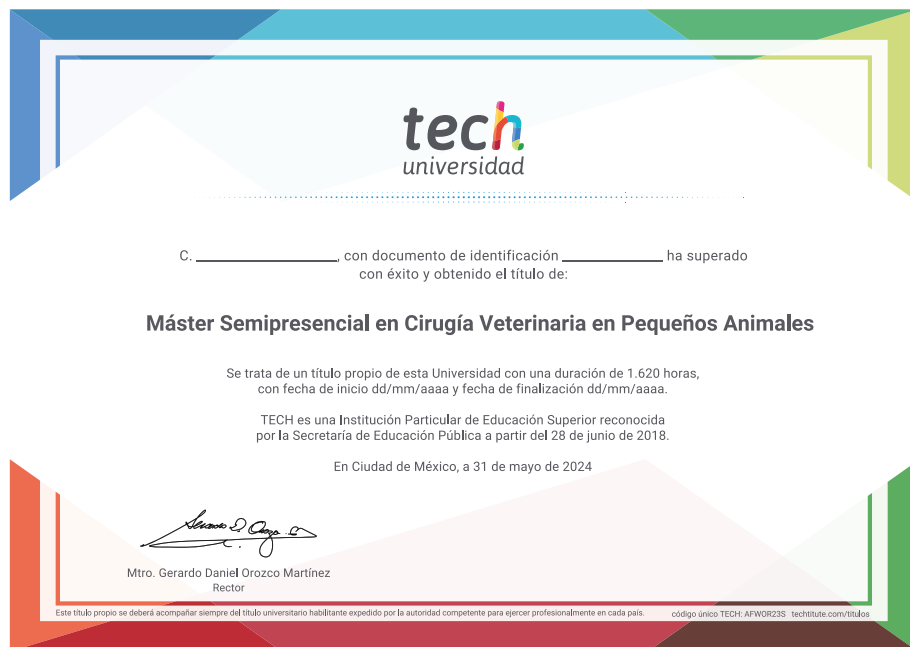 tech
universidad
C. ____________________, con documento de identificación ______________ ha superado
con éxito y obtenido el título de:
Máster Semipresencial en Cirugía Veterinaria en Pequeños Animales
Se trata de un título propio de esta Universidad con una duración de 1.620 horas,
con fecha de inicio dd/mm/aaaa y fecha de finalización dd/mm/aaaa.
TECH es una Institución Particular de Educación Superior reconocida
por la Secretaría de Educación Pública a partir del 28 de junio de 2018.
En Ciudad de México, a 31 de mayo de 2024
Mtro. Gerardo Daniel Orozco Martínez
Rector
Este título propio se deberá acompañar siempre del título universitario habilitante expedido por la autoridad competente para ejercer profesionalmente en cada país. código único TECH: AFWOR23S techtitute.com/titulos